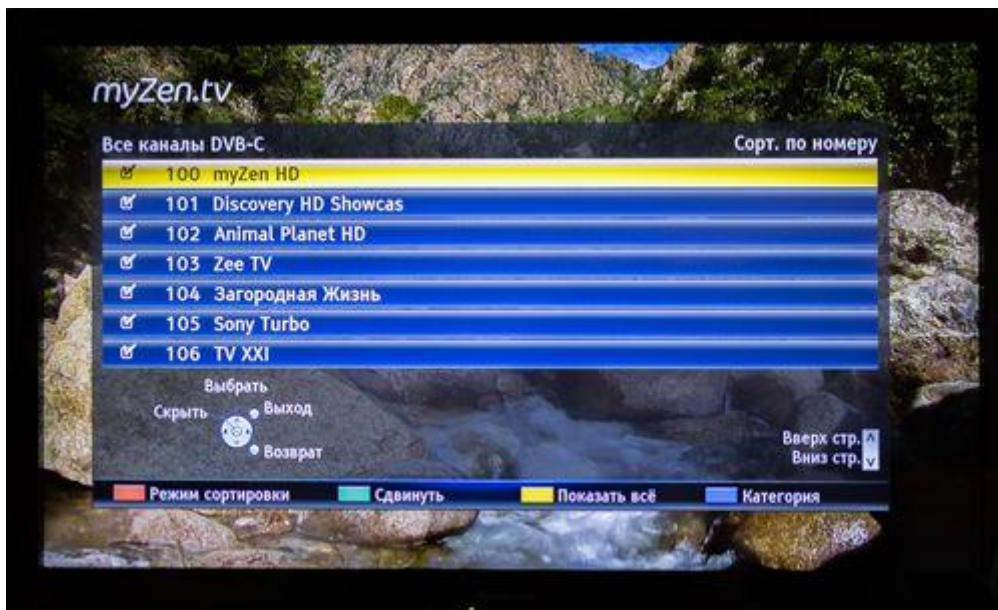 myZen.tv
Все каналы DVB-C Сорт. по номеру
100 myZen HD
101 Discovery HD Showcas
102 Animal Planet HD
103 Zee TV
104 Загородная Жизнь
105 Sony Turbo
106 TV XXI
Выбрать
Скрыть Выход
Возврат
Вверх стр.
Вниз стр.
Режим сортировки Сдвинуть Показать всё Категория